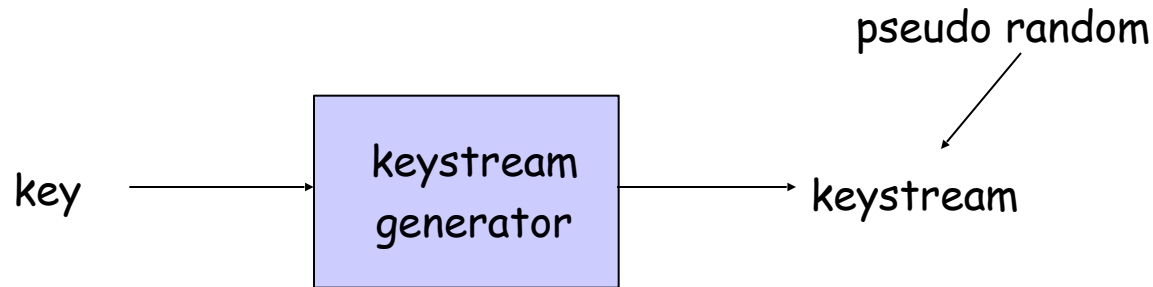 pseudo random
key
keystream
generator
keystream